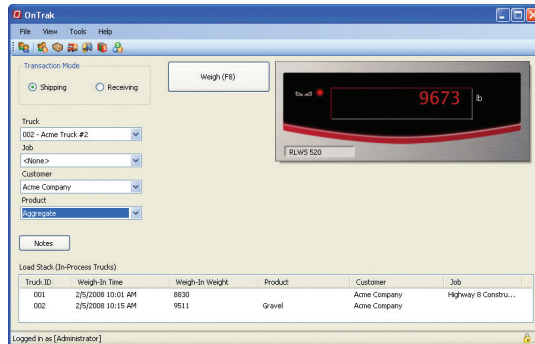 OnTrak
File View Tools Help
Transaction Mode
Shipping Receiving
Weigh (F8)
9673 lb
RLWS 520
Truck
002 - Acme Truck #2
Job
<None>
Customer
Acme Company
Product
Aggregate
Notes
Load Stack (In-Process Trucks)
Truck ID Weigh-In Time Weigh-In Weight Product Customer Job
001 2/5/2008 10:01 AM 8830 Acme Company Highway 8 Constru...
002 2/5/2008 10:15 AM 9511 Gravel Acme Company
Logged in as [Administrator]